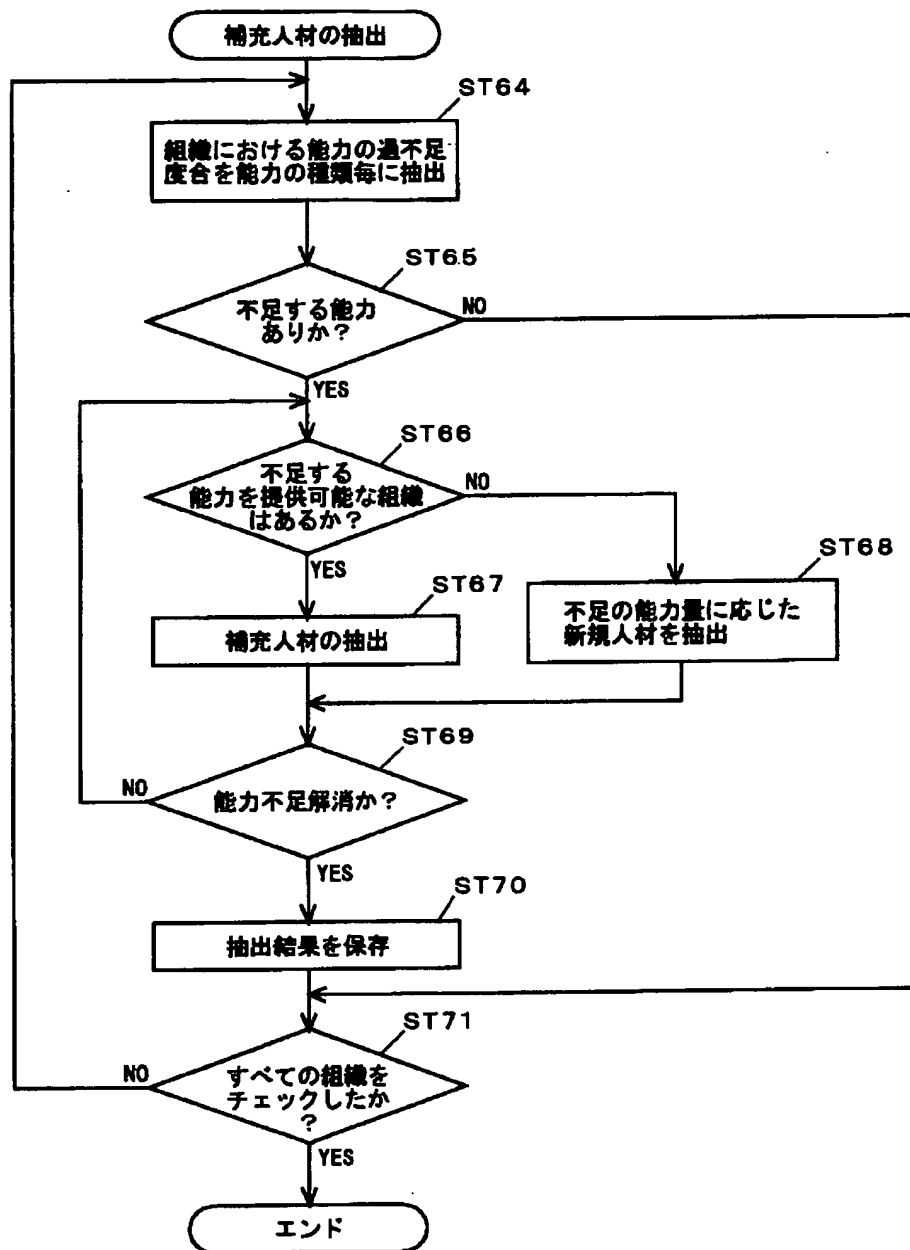 補充人材の抽出
ST64
組織における能力の過不足
度合を能力の種類毎に抽出
ST65
不足する能力
ありか？
NO
YES
ST66
不足する
能力を提供可能な組織
はあるか？
NO
YES
ST67
補充人材の抽出
ST68
不足の能力量に応じた
新規人材を抽出
ST69
能力不足解消か？
NO
YES
ST70
抽出結果を保存
ST71
すべての組織を
チェックしたか
？
NO
YES
エンド